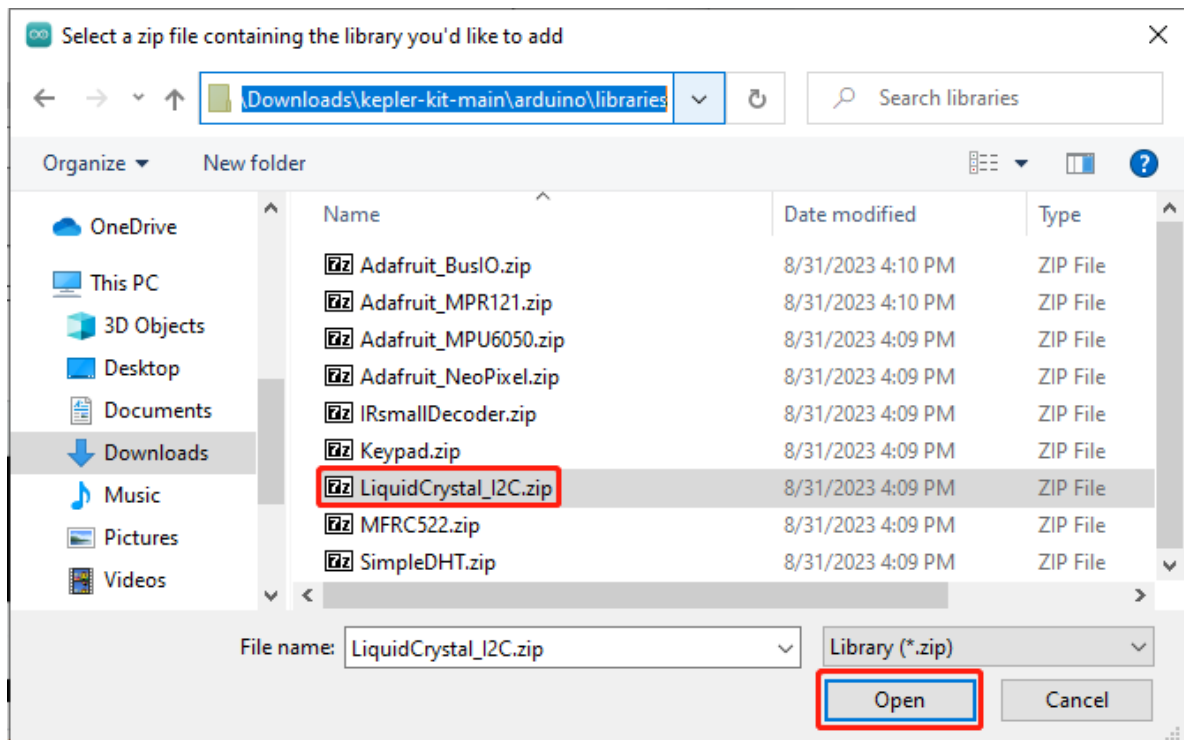 Select a zip file containing the library you'd like to add
\Downloads\kepler-kit-main\arduino\libraries
Search libraries
Organize
New folder
?
OneDrive
This PC
3D Objects
Desktop
Documents
Downloads
Music
Pictures
Videos
Name Date modified Type
Adafruit_BusIO.zip 8/31/2023 4:10 PM ZIP File
Adafruit_MPR121.zip 8/31/2023 4:10 PM ZIP File
Adafruit_MPU6050.zip 8/31/2023 4:09 PM ZIP File
Adafruit_NeoPixel.zip 8/31/2023 4:09 PM ZIP File
IRsmallDecoder.zip 8/31/2023 4:09 PM ZIP File
Keypad.zip 8/31/2023 4:09 PM ZIP File
LiquidCrystal_I2C.zip 8/31/2023 4:09 PM ZIP File
MFRC522.zip 8/31/2023 4:09 PM ZIP File
SimpleDHT.zip 8/31/2023 4:09 PM ZIP File
File name: LiquidCrystal_I2C.zip
Library (*.zip)
Open
Cancel